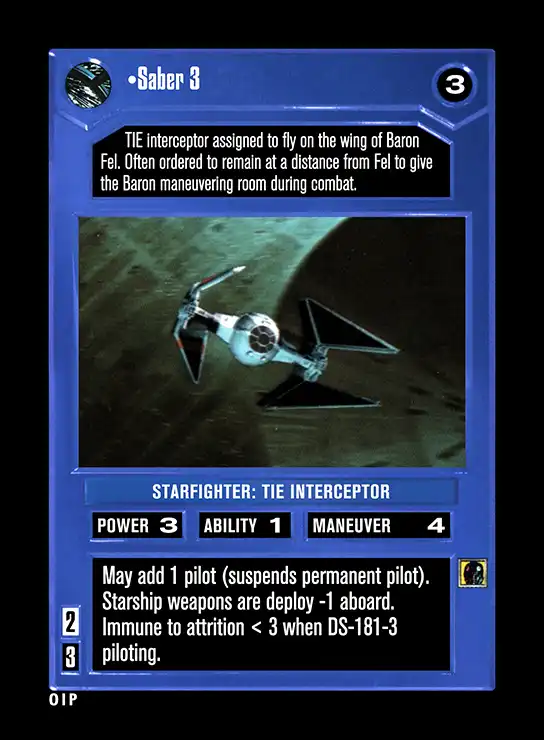 •Saber 3
3
TIE interceptor assigned to fly on the wing of Baron
Fel. Often ordered to remain at a distance from Fel to give
the Baron maneuvering room during combat.
STARFIGHTER: TIE INTERCEPTOR
POWER 3 ABILITY 1 MANEUVER 4
May add 1 pilot (suspends permanent pilot).
Starship weapons are deploy -1 aboard.
Immune to attrition < 3 when DS-181-3
piloting.
2
3
OIP